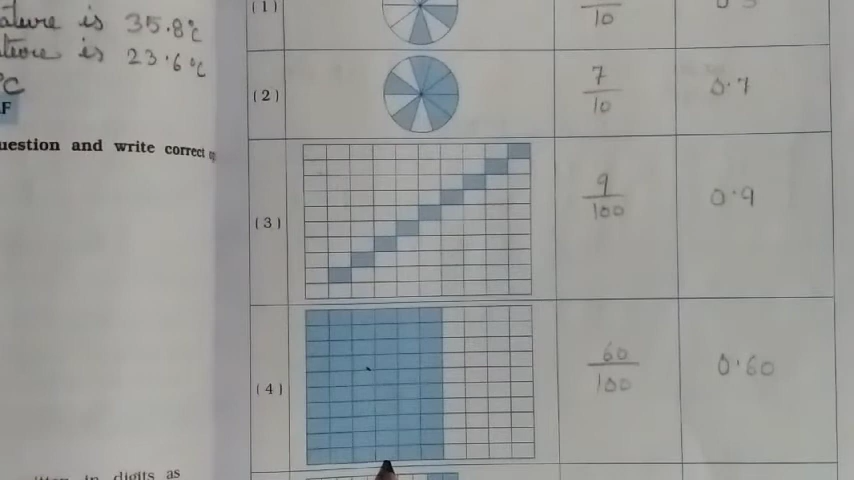 ature is 35.8°c
ature is 23.6°c
°C
F
uestion and write correct
(1)
10
(2)
7
10
0.7
(3)
9
100
0.9
(4)
60
100
0.60
in digits as